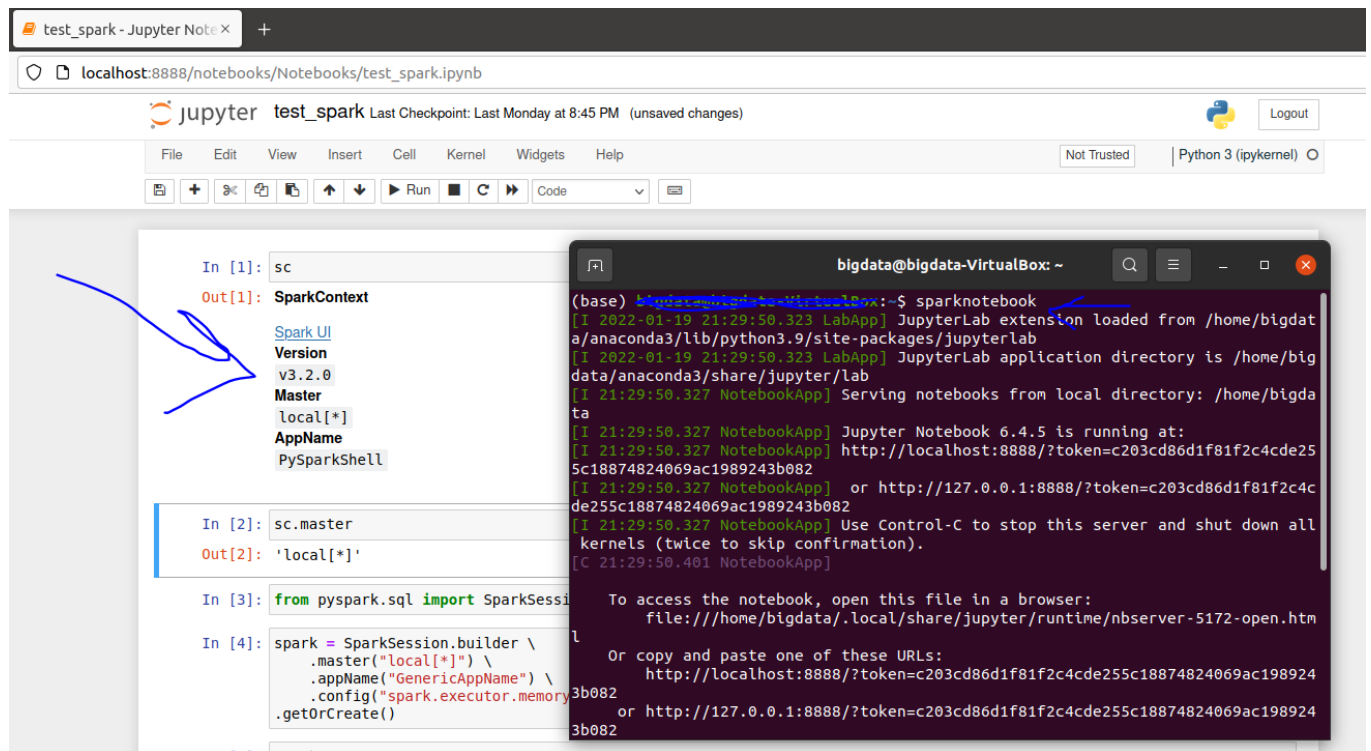 test_spark - Jupyter Note
localhost:8888/notebooks/Notebooks/test_spark.ipynb
jupyter test_spark Last Checkpoint: Last Monday at 8:45 PM (unsaved changes)
Logout
File Edit View Insert Cell Kernel Widgets Help
Not Trusted
Python 3 (ipykernel)
Run
Code
In [1]: sc
Out[1]: SparkContext
Spark UI
Version
v3.2.0
Master
local[*]
AppName
PySparkShell
In [2]: sc.master
Out[2]: 'local[*]'
In [3]: from pyspark.sql import SparkSessi
In [4]: spark = SparkSession.builder \
.master("local[*]") \
.appName("GenericAppName") \
.config("spark.executor.memory
.getOrCreate()
bigdata@bigdata-VirtualBox: ~
(base) bigdata@bigdata-VirtualBox:~$ sparknotebook
[I 2022-01-19 21:29:50.323 LabApp] JupyterLab extension loaded from /home/bigdat
a/anaconda3/lib/python3.9/site-packages/jupyterlab
[I 2022-01-19 21:29:50.327 LabApp] JupyterLab application directory is /home/big
data/anaconda3/share/jupyter/lab
[I 21:29:50.327 NotebookApp] Serving notebooks from local directory: /home/bigda
ta
[I 21:29:50.327 NotebookApp] Jupyter Notebook 6.4.5 is running at:
[I 21:29:50.327 NotebookApp] http://localhost:8888/?token=c203cd86d1f81f2c4cde25
5c18874824069ac1989243b082
[I 21:29:50.327 NotebookApp]  or http://127.0.0.1:8888/?token=c203cd86d1f81f2c4c
de255c18874824069ac1989243b082
[I 21:29:50.327 NotebookApp] Use Control-C to stop this server and shut down all
kernels (twice to skip confirmation).
[C 21:29:50.401 NotebookApp]
To access the notebook, open this file in a browser:
file:///home/bigdata/.local/share/jupyter/runtime/nbserver-5172-open.htm
l
Or copy and paste one of these URLs:
http://localhost:8888/?token=c203cd86d1f81f2c4cde255c18874824069ac198924
3b082
or http://127.0.0.1:8888/?token=c203cd86d1f81f2c4cde255c18874824069ac198924
3b082